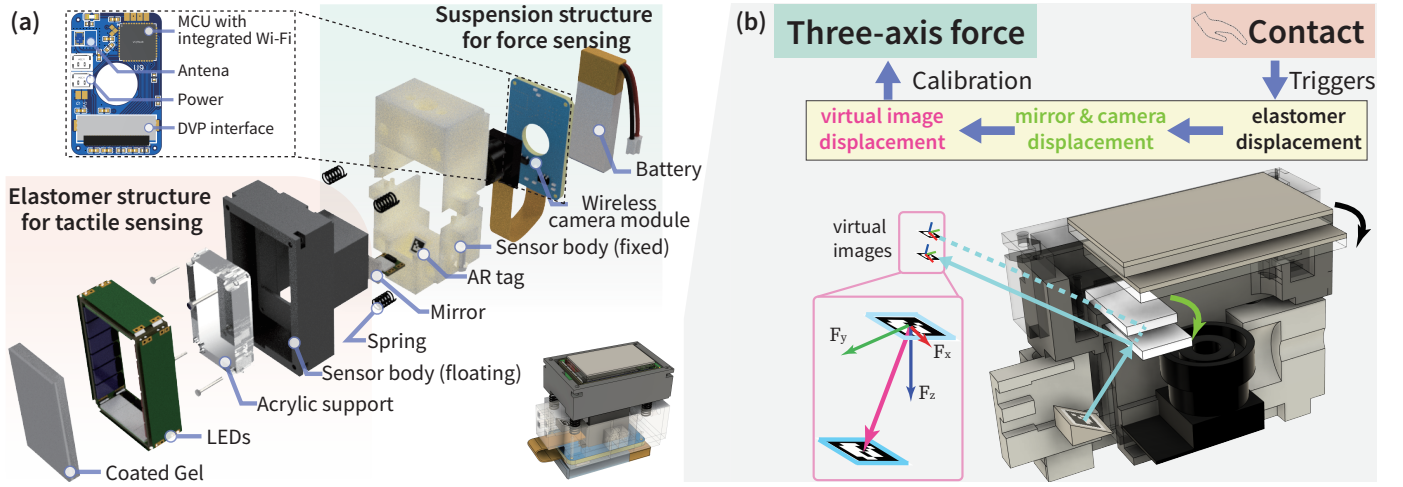 (a)
MCU with
integrated Wi-Fi
U9
Antena
Power
DVP interface
Suspension structure
for force sensing
Battery
Wireless
camera module
Sensor body (fixed)
AR tag
Mirror
Spring
Elastomer structure
for tactile sensing
Sensor body (floating)
Acrylic support
LEDs
Coated Gel
(b)
Three-axis force
Contact
Calibration
Triggers
virtual image
displacement
mirror & camera
displacement
elastomer
displacement
virtual
images
Fy
Fx
Fz